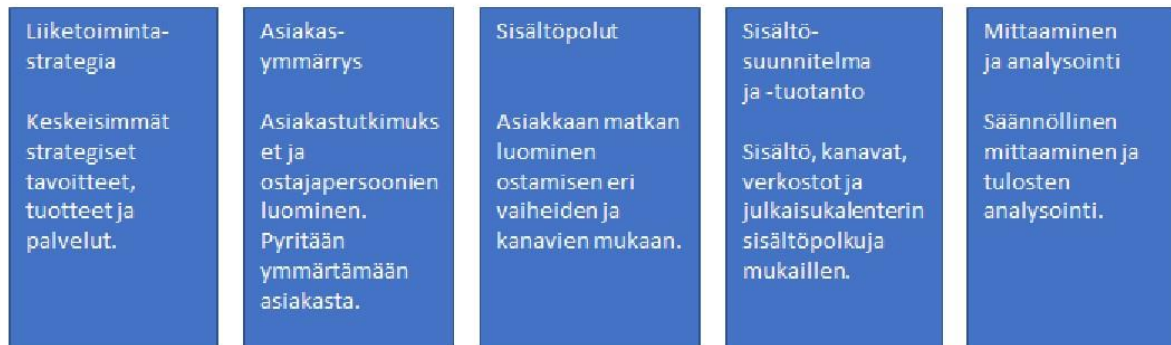 Liiketoiminta-
strategia
Keskeisimmät
strategiset
tavoitteet,
tuotteet ja
palvelut.
Asiakas-
ymmärrys
Asiakastutkimuks
et ja
ostajapersoonien
luominen.
Pyritään
ymmärtämään
asiakasta.
Sisältöpolut
Asiakkaan matkan
luominen
ostamisen eri
vaiheiden ja
kanavien mukaan.
Sisältö-
suunnitelma
ja -tuotanto
Sisältö, kanavat,
verkostot ja
julkaisukalenterin
sisältöpolkuja
mukaillen.
Mittaaminen
ja analysointi
Säännöllinen
mittaaminen ja
tulosten
analysointi.